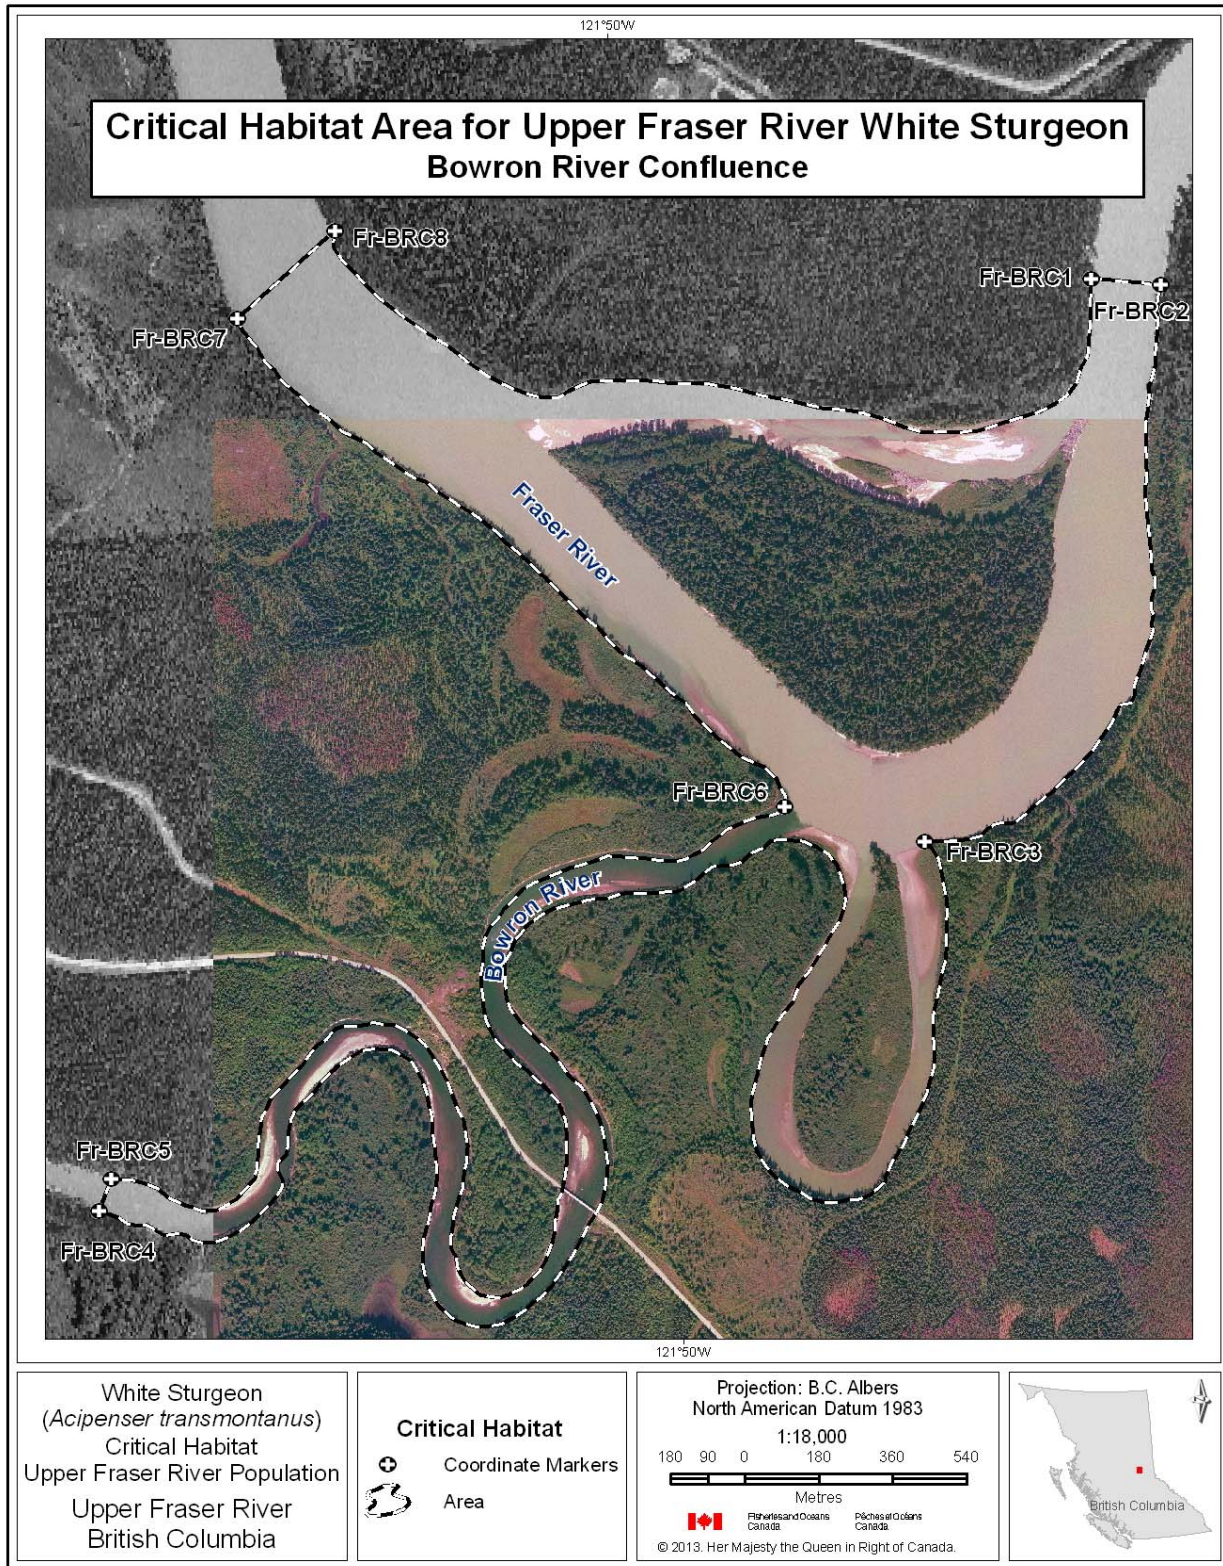 121°50'W
Critical Habitat Area for Upper Fraser River White Sturgeon
Bowron River Confluence
Fr-BRC8
Fr-BRC1
Fr-BRC2
Fr-BRC7
Fraser River
Fr-BRC6
Fr-BRC3
Bowron River
Fr-BRC5
Fr-BRC4
121°50'W
White Sturgeon
(Acipenser transmontanus)
Critical Habitat
Upper Fraser River Population
Upper Fraser River
British Columbia
Critical Habitat
Coordinate Markers
Area
Projection: B.C. Albers
North American Datum 1983
1:18,000
180 90 0 180 360 540
Metres
Fisheries and Oceans
Canada
Pêches et Océans
Canada
© 2013. Her Majesty the Queen in Right of Canada.
British Columbia